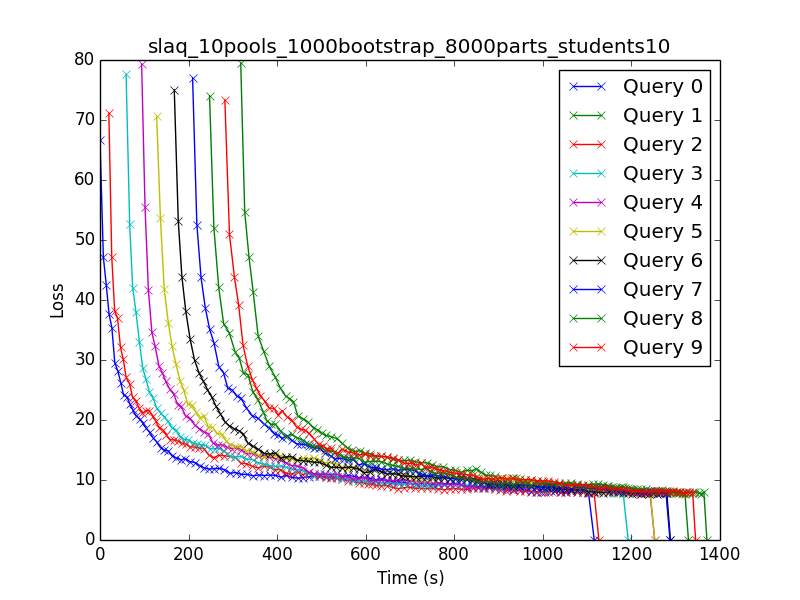 slaq_10pools_1000bootstrap_8000parts_students10
80
70
60
50
40
30
20
10
0
Loss
Query 0
Query 1
Query 2
Query 3
Query 4
Query 5
Query 6
Query 7
Query 8
Query 9
0 200 400 600 800 1000 1200 1400
Time (s)